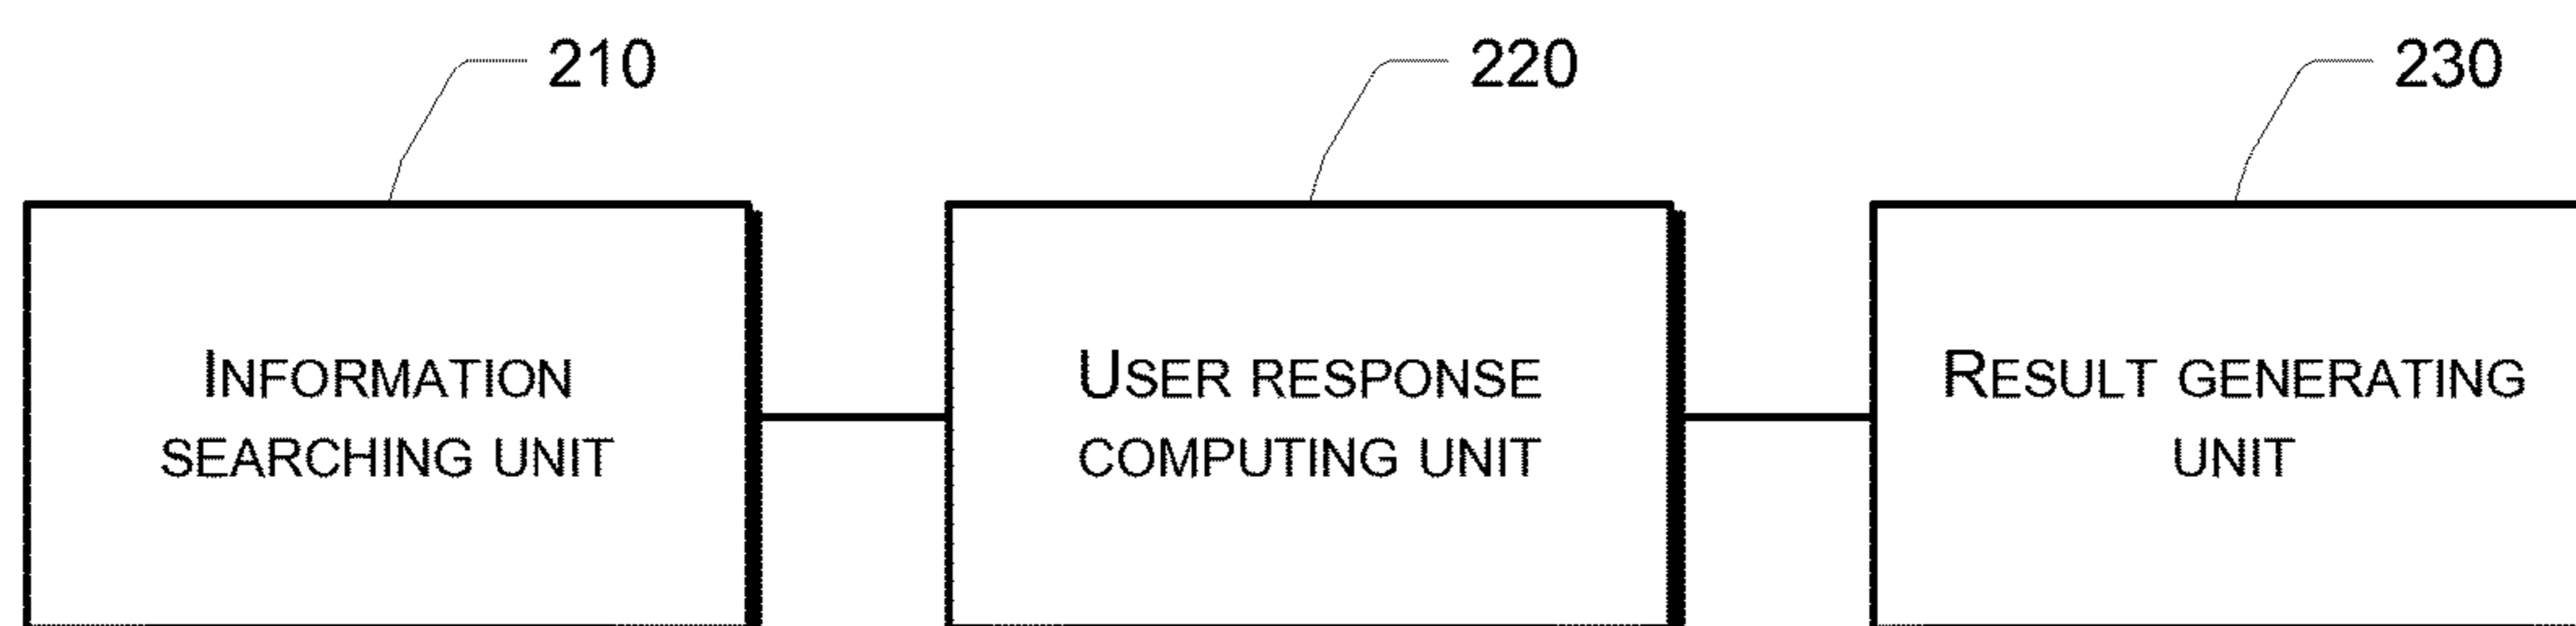 210
220
230
INFORMATION
SEARCHING UNIT
USER RESPONSE
COMPUTING UNIT
RESULT GENERATING
UNIT